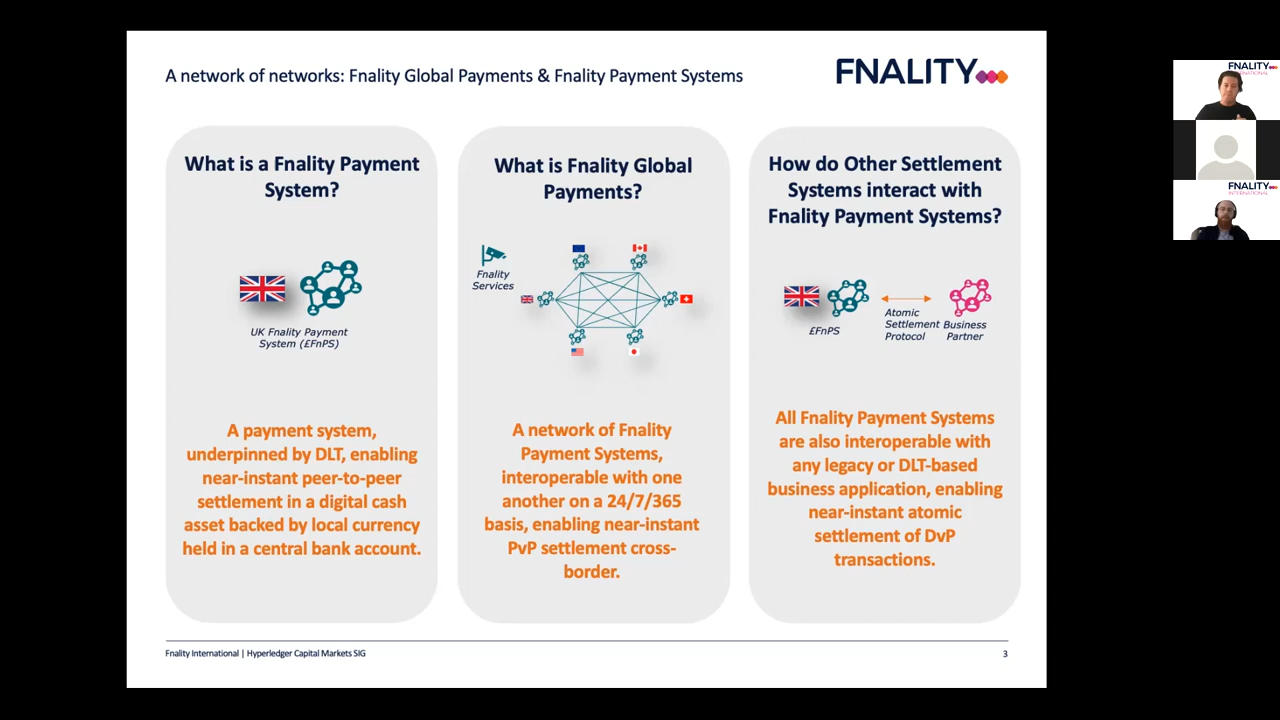 A network of networks: Fnality Global Payments & Fnality Payment Systems
FNALITY
What is a Fnality Payment
System?
UK Fnality Payment
System (£FnPS)
A payment system,
underpinned by DLT, enabling
near-instant peer-to-peer
settlement in a digital cash
asset backed by local currency
held in a central bank account.
What is Fnality Global
Payments?
Fnality
Services
A network of Fnality
Payment Systems,
interoperable with one
another on a 24/7/365
basis, enabling near-instant
PvP settlement cross-
border.
How do Other Settlement
Systems interact with
Fnality Payment Systems?
£FnPS
Atomic
Settlement
Protocol
Business
Partner
All Fnality Payment Systems
are also interoperable with
any legacy or DLT-based
business application, enabling
near-instant atomic
settlement of DvP
transactions.
Fnality International | Hyperledger Capital Markets SIG
3
FNALITY
FNALITY
INTERNATIONAL